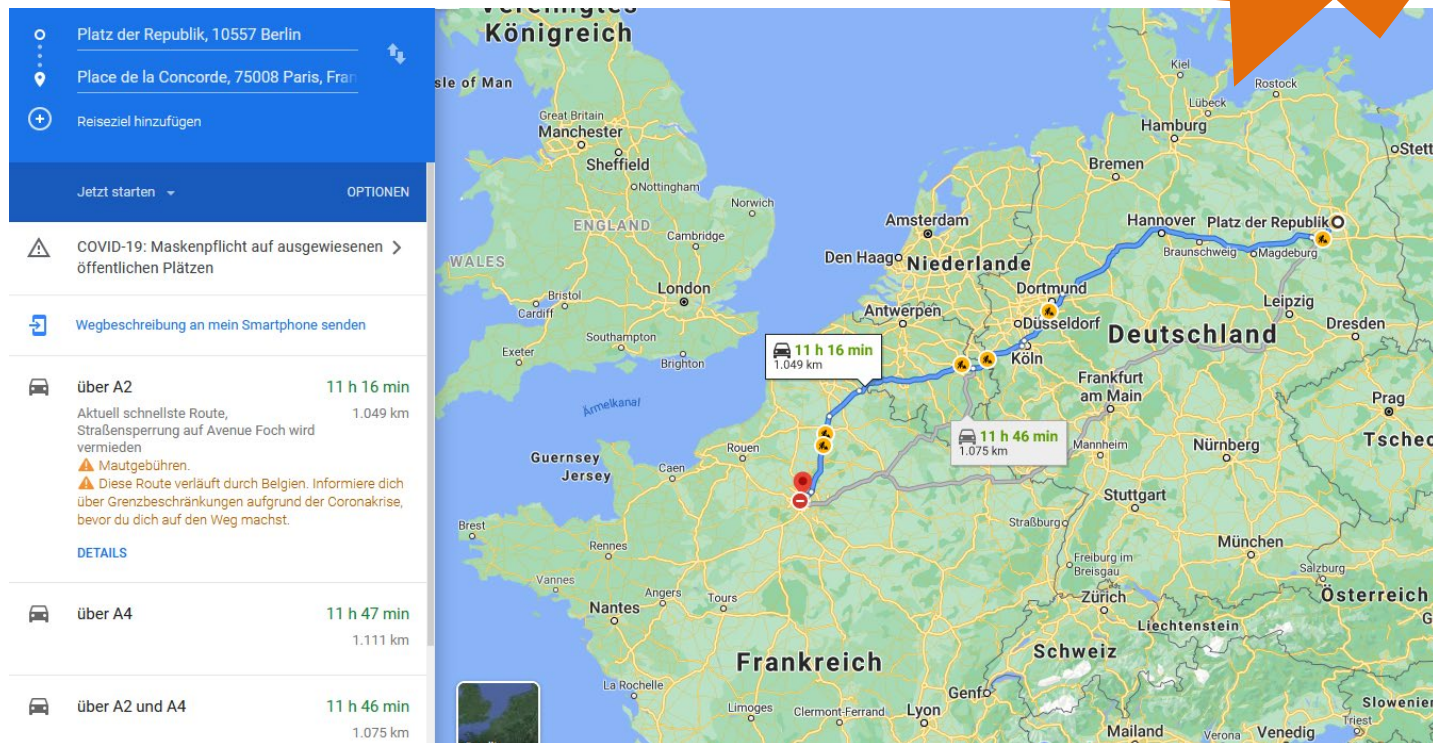 Platz der Republik, 10557 Berlin
Place de la Concorde, 75008 Paris, Fran
Reiseziel hinzufügen
Jetzt starten
OPTIONEN
COVID-19: Maskenpflicht auf ausgewiesenen
öffentlichen Plätzen
Wegbeschreibung an mein Smartphone senden
über A2
11 h 16 min
Aktuell schnellste Route,
1.049 km
Straßensperrung auf Avenue Foch wird
vermieden
Mautgebühren.
Diese Route verläuft durch Belgien. Informiere dich
über Grenzbeschränkungen aufgrund der Coronakrise,
bevor du dich auf den Weg machst.
DETAILS
über A4
11 h 47 min
1.111 km
über A2 und A4
11 h 46 min
1.075 km
Vereinigtes
Königreich
sle of Man
Great Britain
Manchester
Sheffield
Nottingham
Norwich
ENGLAND
Cambridge
WALES
London
Bristol
Cardiff
Southampton
Exeter
Brighton
Ärmelkanal
Kiel
Rostock
Lübeck
Hamburg
Stett
Bremen
Amsterdam
Hannover
Platz der Republik
Braunschweig
Magdeburg
Den Haag
Niederlande
Dortmund
Antwerpen
Düsseldorf
Leipzig
Dresden
Deutschland
Köln
11 h 16 min
1.049 km
Frankfurt
am Main
Prag
11 h 46 min
1.075 km
Mannheim
Nürnberg
Tschec
Guernsey
Jersey
Rouen
Caen
Stuttgart
Straßburg
Brest
Rennes
München
Freiburg im
Breisgau
Salzburg
Vannes
Angers
Tours
Nantes
Zürich
Österreich
Liechtenstein
G
Schweiz
Frankreich
La Rochelle
Genf
Limoges
Clermont-Ferrand
Lyon
Slowenien
Triest
Mailand
Verona
Venedig